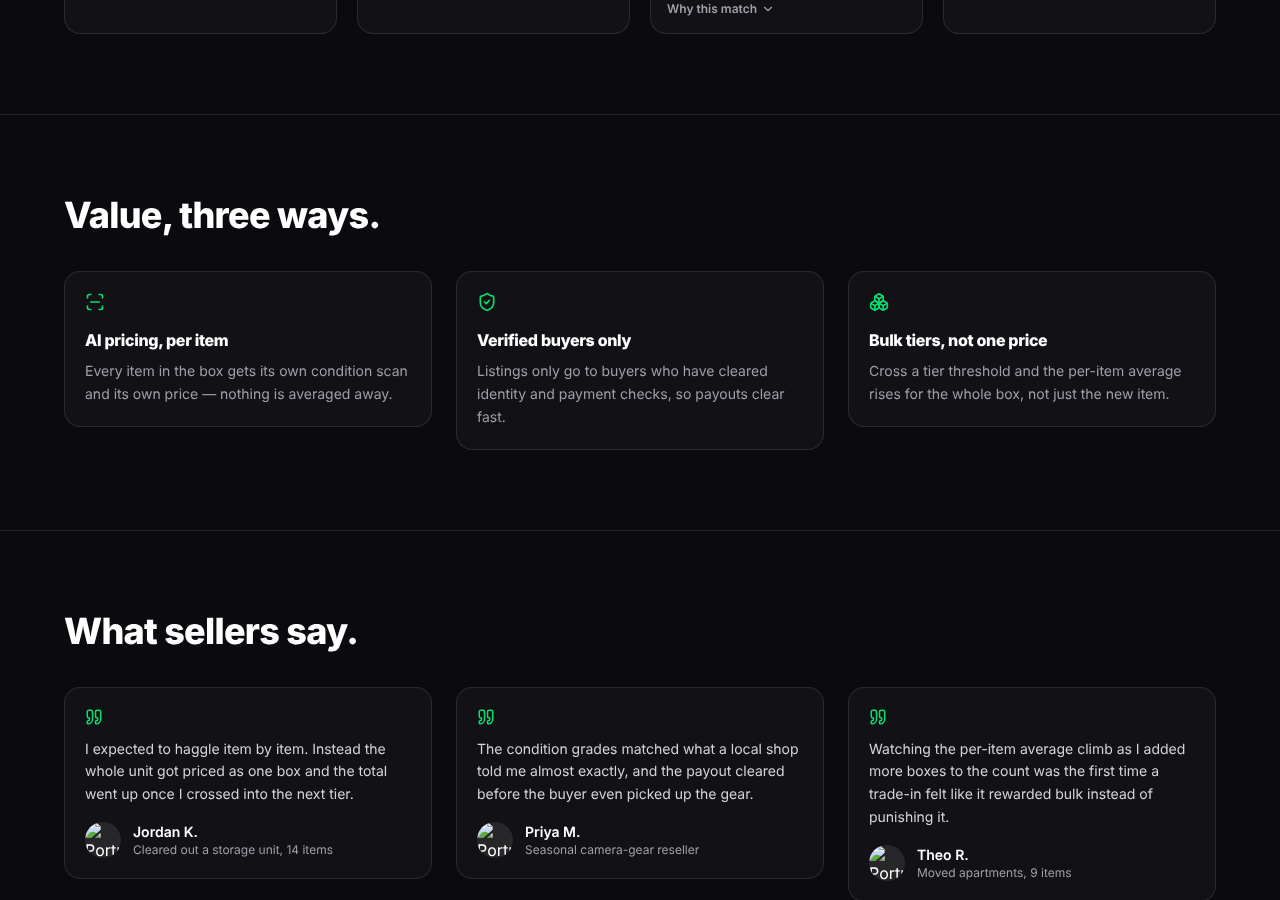 Why this match
Value, three ways.
AI pricing, per item
Every item in the box gets its own condition scan
and its own price — nothing is averaged away.
Verified buyers only
Listings only go to buyers who have cleared
identity and payment checks, so payouts clear
fast.
Bulk tiers, not one price
Cross a tier threshold and the per-item average
rises for the whole box, not just the new item.
What sellers say.
I expected to haggle item by item. Instead the
whole unit got priced as one box and the total
went up once I crossed into the next tier.
Port
Jordan K.
Cleared out a storage unit, 14 items
The condition grades matched what a local shop
told me almost exactly, and the payout cleared
before the buyer even picked up the gear.
Port
Priya M.
Seasonal camera-gear reseller
Watching the per-item average climb as I added
more boxes to the count was the first time a
trade-in felt like it rewarded bulk instead of
punishing it.
Port
Theo R.
Moved apartments, 9 items